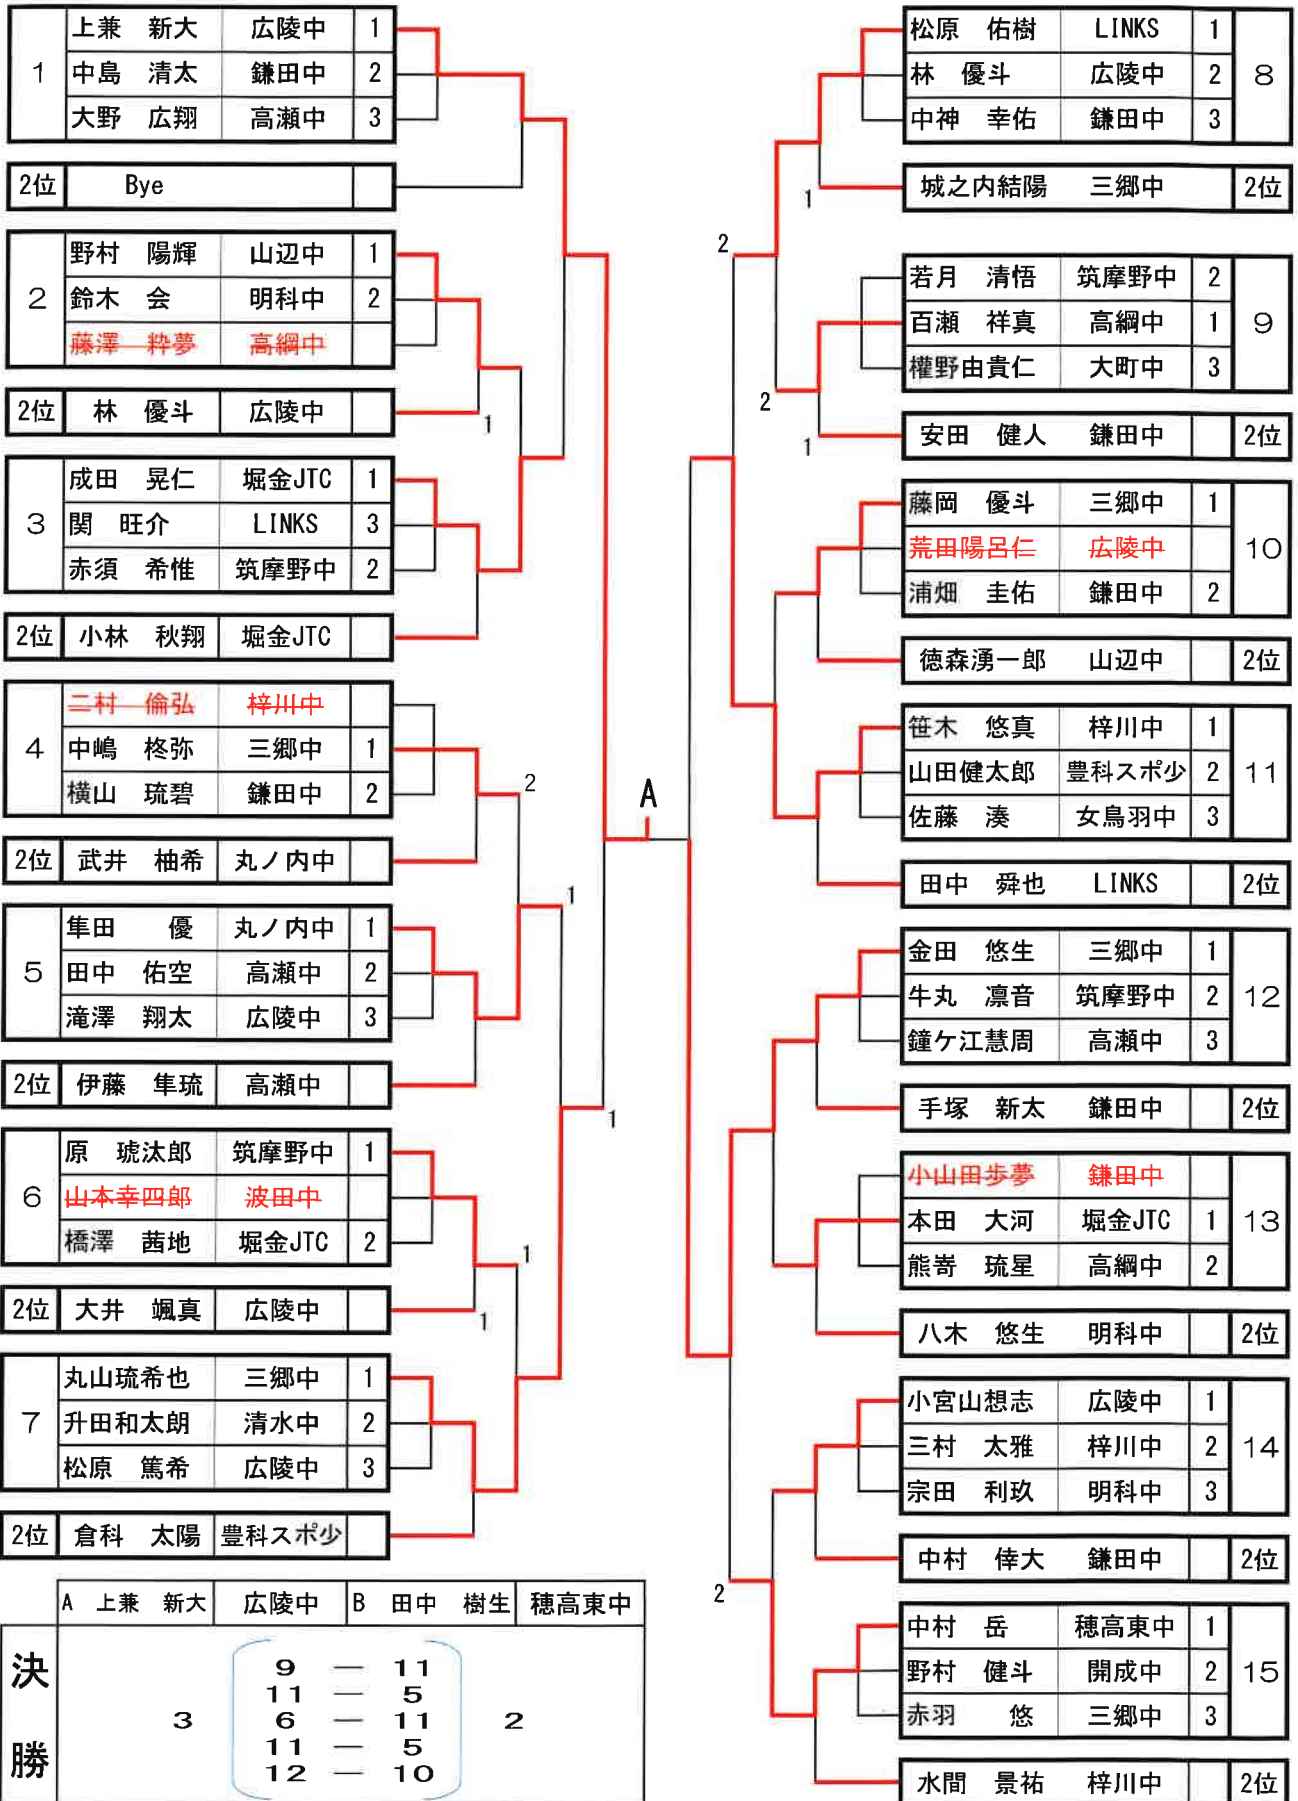 1
上兼 新大 広陵中 1
中島 清太 鎌田中 2
大野 広翔 高瀬中 3
2位 Bye
2
野村 陽輝 山辺中 1
鈴木 会 明科中 2
藤澤 粋夢 高綱中
2位 林 優斗 広陵中
1
3
成田 晃仁 堀金JTC 1
関 旺介 LINKS 3
赤須 希惟 筑摩野中 2
2位 小林 秋翔 堀金JTC
4
二村 倫弘 梓川中
中嶋 柊弥 三郷中 1
横山 琉碧 鎌田中 2
2
2位 武井 柚希 丸ノ内中
1
5
隼田 優 丸ノ内中 1
田中 佑空 高瀬中 2
滝澤 翔太 広陵中 3
2位 伊藤 隼琉 高瀬中
1
6
原 琥汰郎 筑摩野中 1
山本幸四郎 波田中
橋澤 茜地 堀金JTC 2
1
2位 大井 颯真 広陵中
1
7
丸山琉希也 三郷中 1
升田和太朗 清水中 2
松原 篤希 広陵中 3
2位 倉科 太陽 豊科スポ少
A
松原 佑樹 LINKS 1
林 優斗 広陵中 2
中神 幸佑 鎌田中 3
8
城之内結陽 三郷中 2位
1
2
若月 清悟 筑摩野中 2
百瀬 祥真 高綱中 1
權野由貴仁 大町中 3
9
2
安田 健人 鎌田中 2位
1
藤岡 優斗 三郷中 1
荒田陽呂仁 広陵中
浦畑 圭佑 鎌田中 2
10
徳森湧一郎 山辺中 2位
笹木 悠真 梓川中 1
山田健太郎 豊科スポ少 2
佐藤 湊 女鳥羽中 3
11
田中 舜也 LINKS 2位
金田 悠生 三郷中 1
牛丸 凛音 筑摩野中 2
鐘ケ江慧周 高瀬中 3
12
手塚 新太 鎌田中 2位
小山田歩夢 鎌田中
本田 大河 堀金JTC 1
熊嵜 琉星 高綱中 2
13
八木 悠生 明科中 2位
小宮山想志 広陵中 1
三村 太雅 梓川中 2
宗田 利玖 明科中 3
14
中村 倖大 鎌田中 2位
2
中村 岳 穂高東中 1
野村 健斗 開成中 2
赤羽 悠 三郷中 3
15
水間 景祐 梓川中 2位
A 上兼 新大 広陵中 B 田中 樹生 穂高東中
決勝
3 2
9 — 11
11 — 5
6 — 11
11 — 5
12 — 10